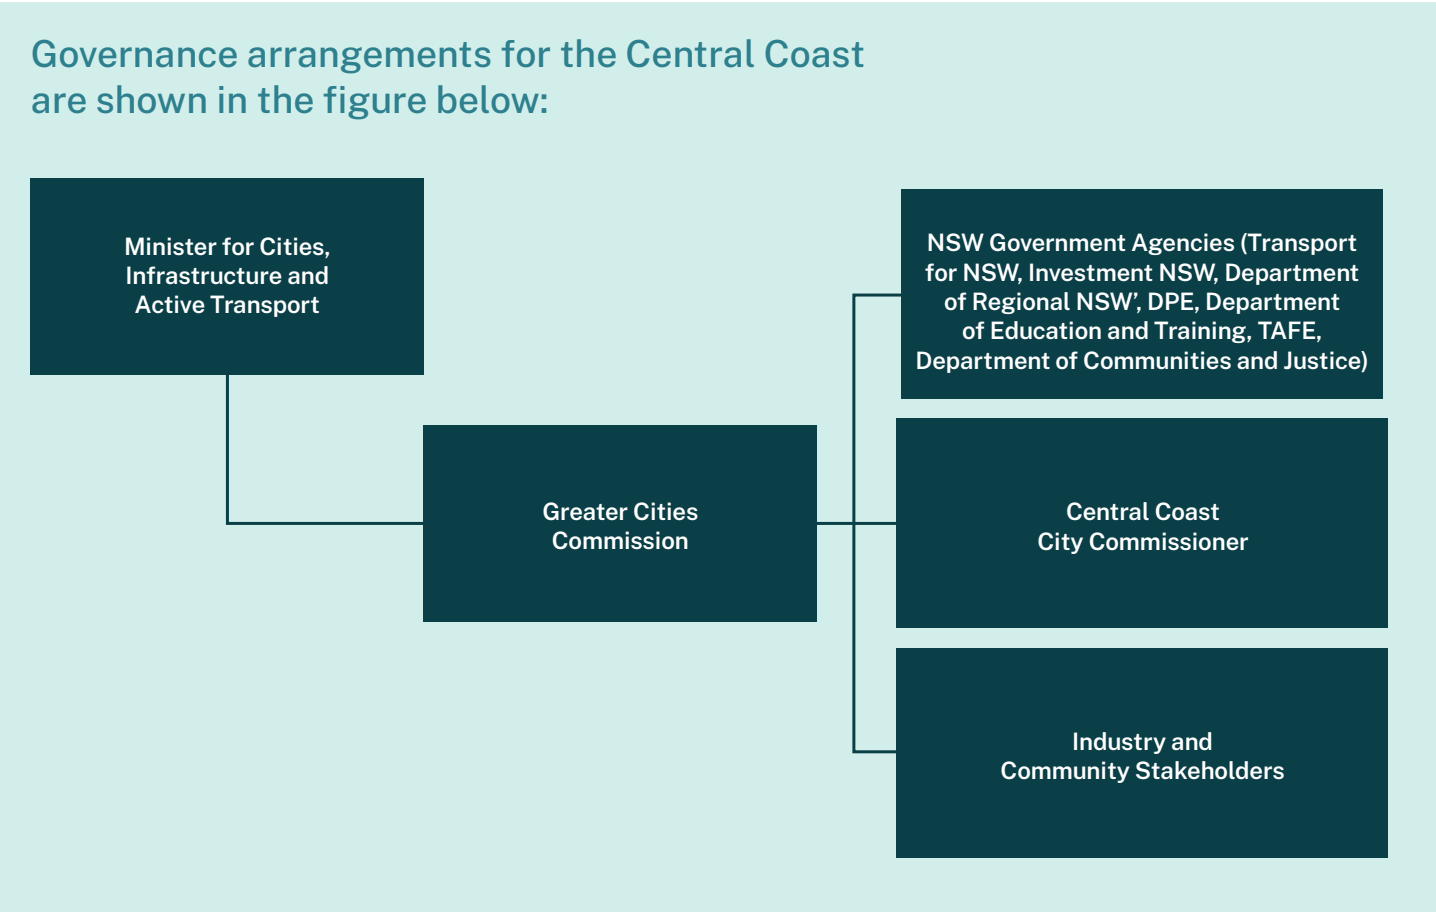 Governance arrangements for the Central Coast
are shown in the figure below:
Minister for Cities,
Infrastructure and
Active Transport
Greater Cities
Commission
NSW Government Agencies (Transport
for NSW, Investment NSW, Department
of Regional NSW’, DPE, Department
of Education and Training, TAFE,
Department of Communities and Justice)
Central Coast
City Commissioner
Industry and
Community Stakeholders